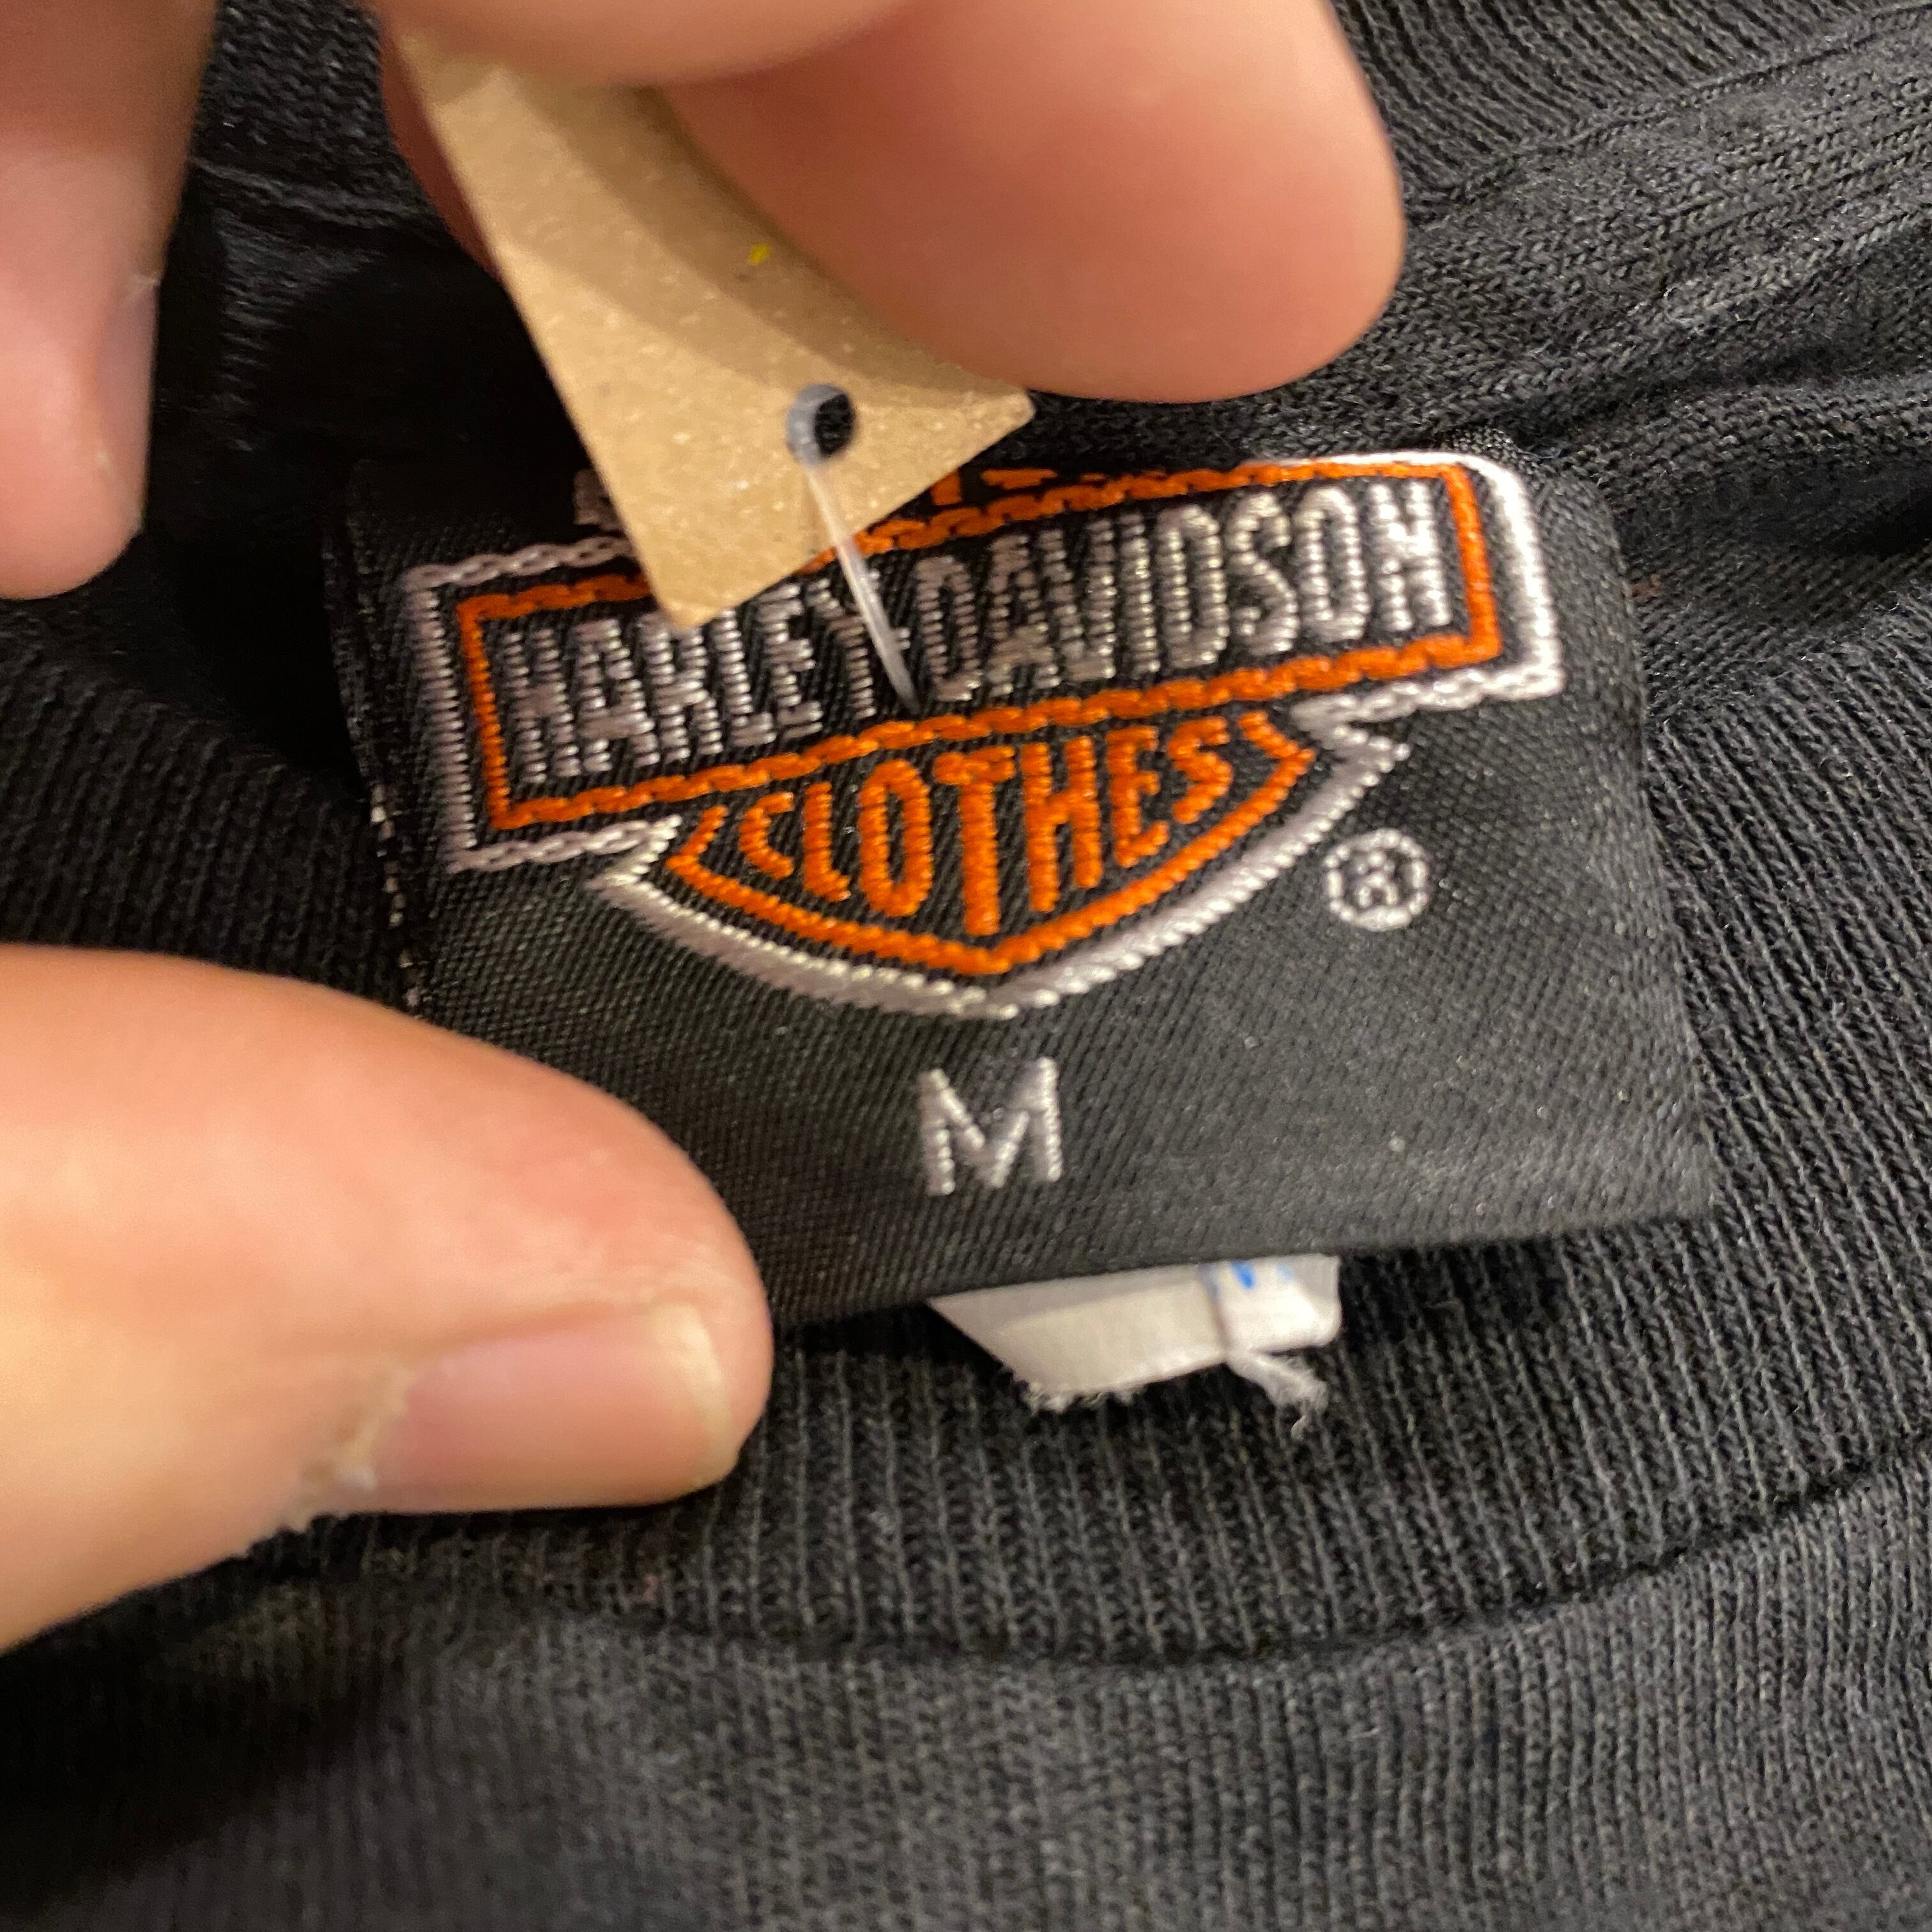 HARLEY-DAVIDSON
CLOTHES
®
M